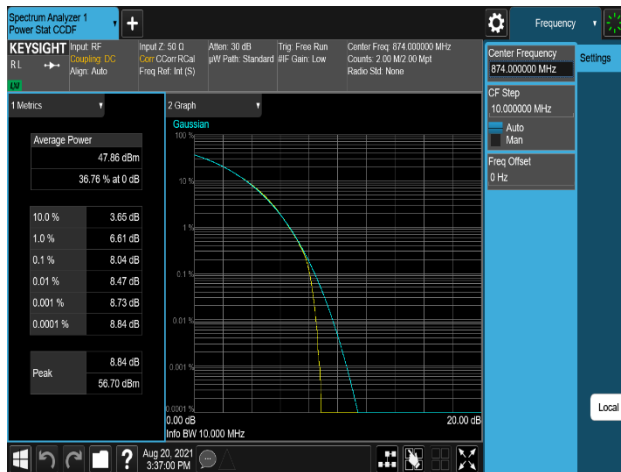 Spectrum Analyzer 1
Power Stat CCDF
+
Frequency
KEYSIGHT
RL
LXI
Input: RF
Coupling: DC
Align: Auto
Input Z: 50 Ω
Corr CCorr RCal
Freq Ref: Int (S)
Atten: 30 dB
µW Path: Standard
Trig: Free Run
#IF Gain: Low
Center Freq: 874.000000 MHz
Counts: 2.00 M/2.00 Mpt
Radio Std: None
Center Frequency
874.000000 MHz
Settings
CF Step
10.000000 MHz
Auto
Man
Freq Offset
0 Hz
1 Metrics
Average Power
47.86 dBm
36.76 % at 0 dB
10.0 % 3.65 dB
1.0 % 6.61 dB
0.1 % 8.04 dB
0.01 % 8.47 dB
0.001 % 8.73 dB
0.0001 % 8.84 dB
Peak
8.84 dB
56.70 dBm
2 Graph
Gaussian
100 %
10 %
1 %
0.1 %
0.01 %
0.001 %
0.0001 %
0.00 dB
20.00 dB
Info BW 10.000 MHz
Local
?
Aug 20, 2021
3:37:00 PM